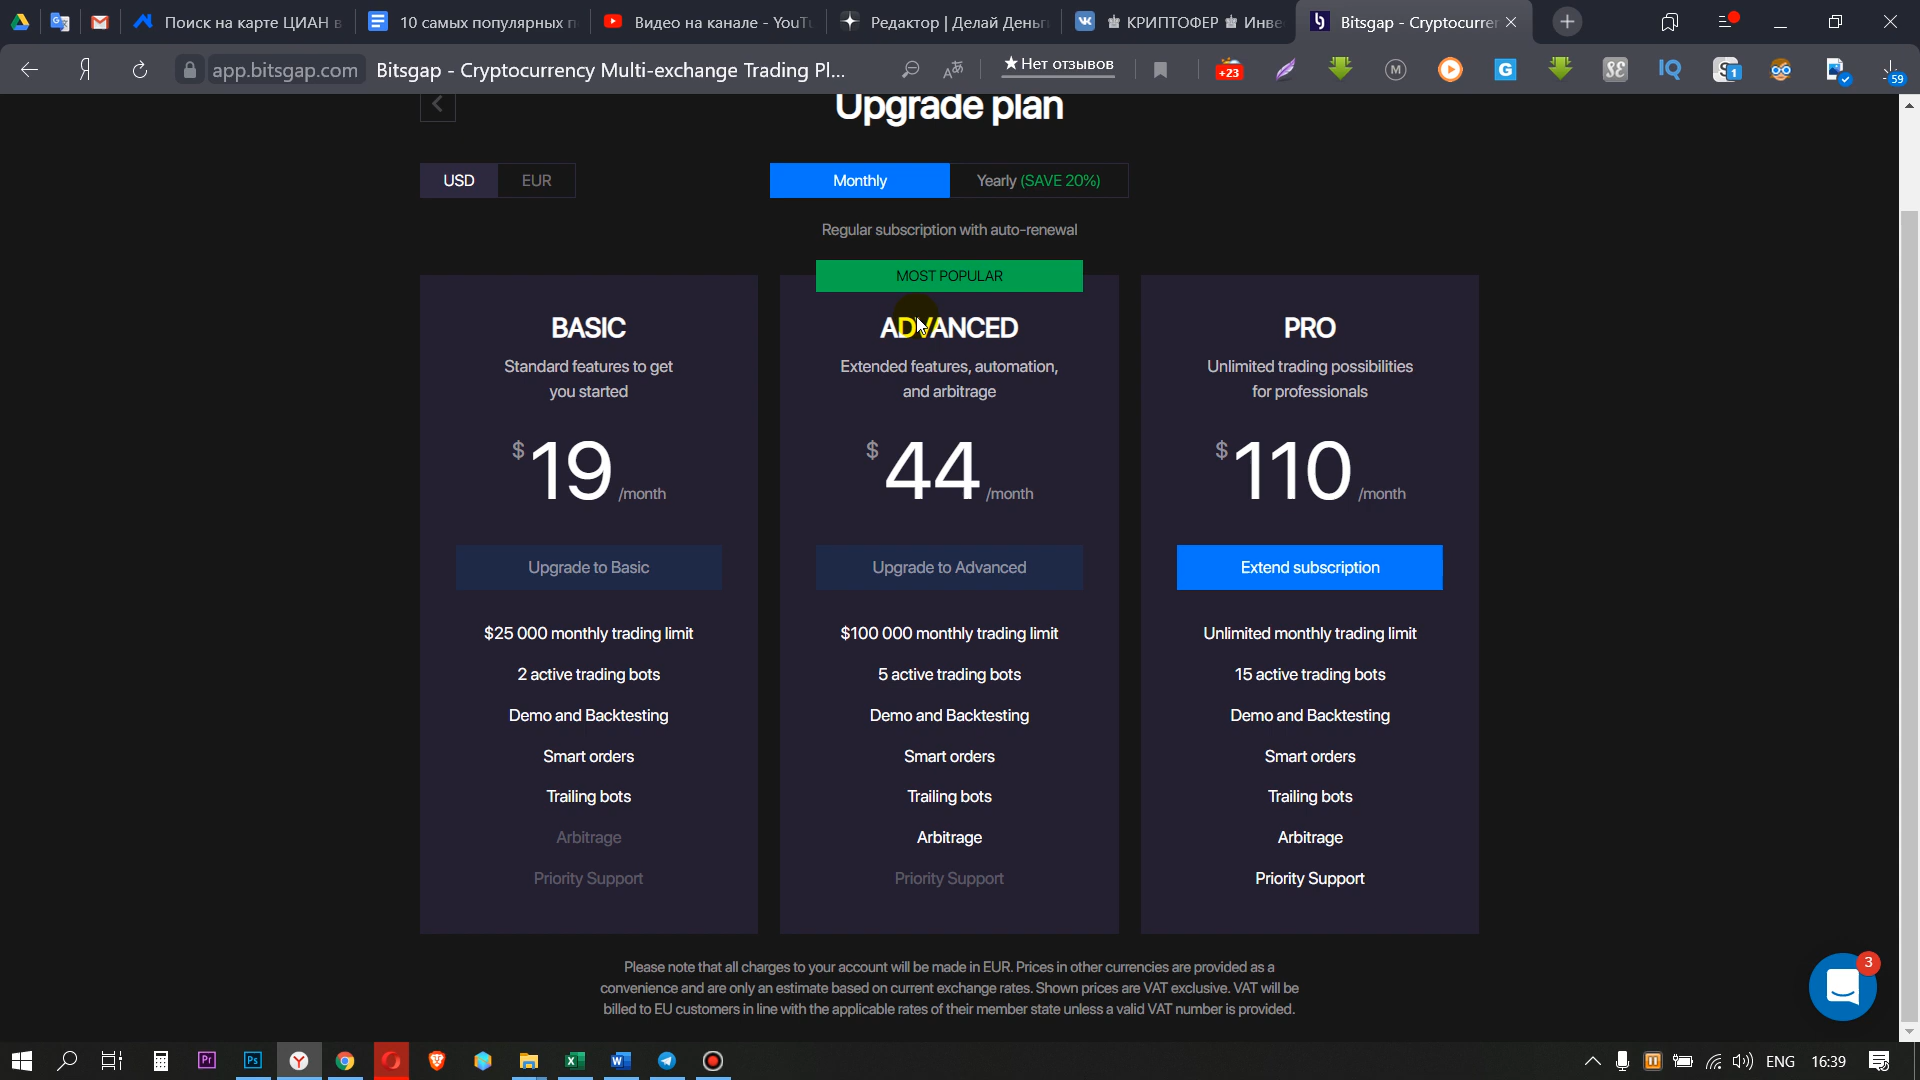 Поиск на карте ЦИАН в
10 самых популярных п
Видео на канале - YouTu
Редактор | Делай Деньг
КРИПТОФЕР Инве
Bitsgap - Cryptocurre
app.bitsgap.com
Bitsgap - Cryptocurrency Multi-exchange Trading Pl...
★ Нет отзывов
+23
59
Upgrade plan
USD
EUR
Monthly
Yearly (SAVE 20%)
Regular subscription with auto-renewal
MOST POPULAR
BASIC
Standard features to get
you started
$19/month
Upgrade to Basic
$25 000 monthly trading limit
2 active trading bots
Demo and Backtesting
Smart orders
Trailing bots
Arbitrage
Priority Support
ADVANCED
Extended features, automation,
and arbitrage
$44/month
Upgrade to Advanced
$100 000 monthly trading limit
5 active trading bots
Demo and Backtesting
Smart orders
Trailing bots
Arbitrage
Priority Support
PRO
Unlimited trading possibilities
for professionals
$110/month
Extend subscription
Unlimited monthly trading limit
15 active trading bots
Demo and Backtesting
Smart orders
Trailing bots
Arbitrage
Priority Support
Please note that all charges to your account will be made in EUR. Prices in other currencies are provided as a
convenience and are only an estimate based on current exchange rates. Shown prices are VAT exclusive. VAT will be
billed to EU customers in line with the applicable rates of their member state unless a valid VAT number is provided.
3
ENG
16:39